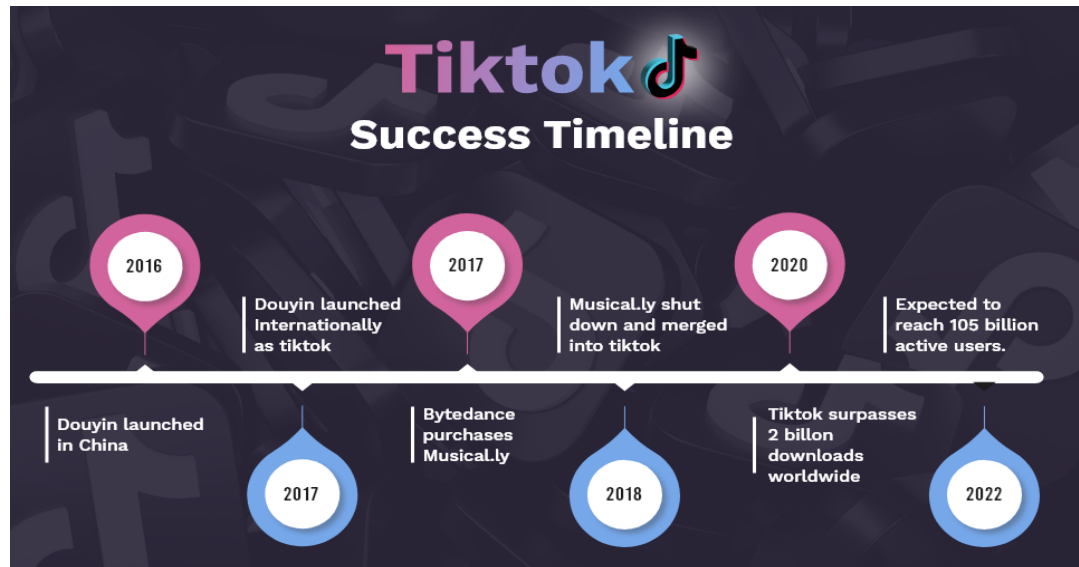 Tiktok
Success Timeline
2016
Douyin launched
in China
2017
Douyin launched
Internationally
as tiktok
2017
Bytedance
purchases
Musical.ly
2018
Musical.ly shut
down and merged
into tiktok
2020
Tiktok surpasses
2 billon
downloads
worldwide
2022
Expected to
reach 105 billion
active users.